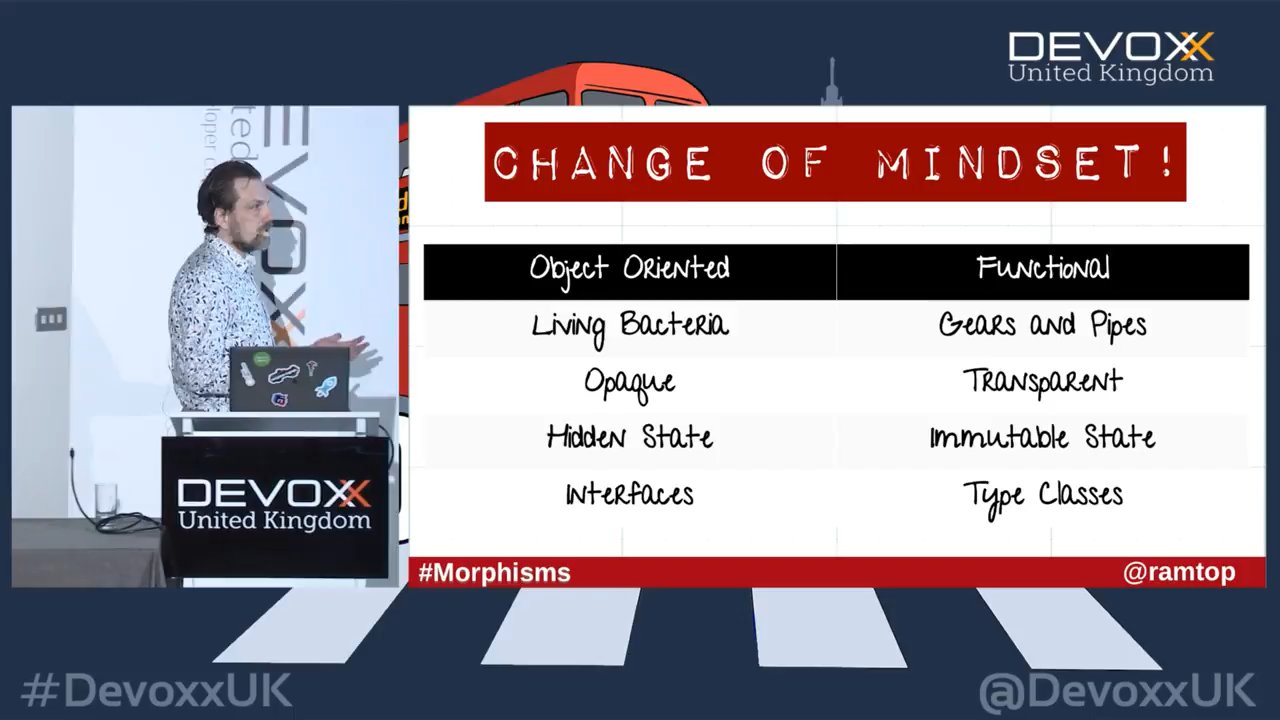 DEVOXX
United Kingdom
EVOXX
CHANGE OF MINDSET!
Object Oriented
Functional
Living Bacteria
Gears and Pipes
Opaque
Transparent
Hidden State
Immutable State
Interfaces
Type Classes
DEVOXX
United Kingdom
#Morphisms
@ramtop
#DevoxxUK
@DevoxxUK